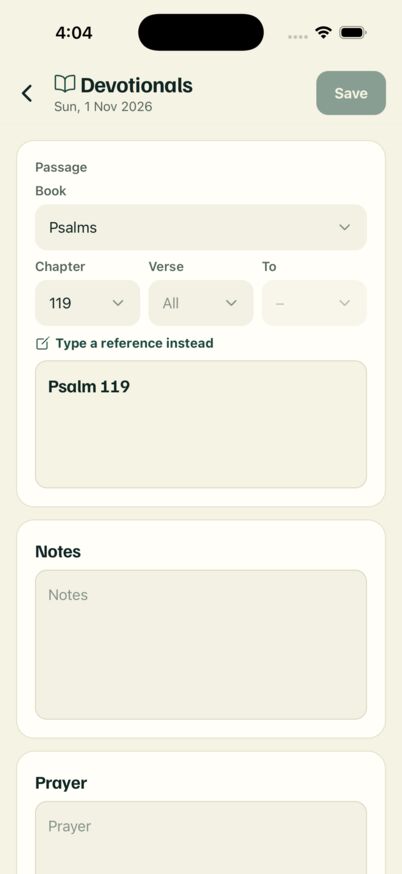 4:04
Devotionals
Save
Sun, 1 Nov 2026
Passage
Book
Psalms
Chapter Verse To
119 All –
Type a reference instead
Psalm 119
Notes
Notes
Prayer
Prayer